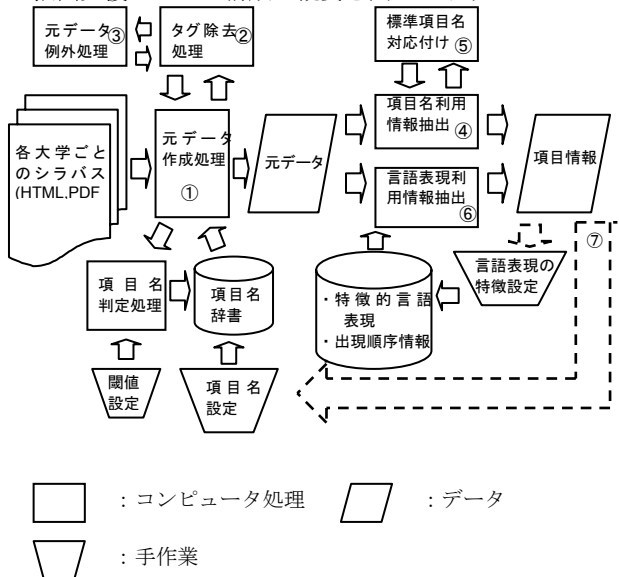 元データ③
例外処理
タグ除去②
処理
標準項目名
対応付け⑤
各大学ごと
のシラバス
(HTML,PDF
元データ
作成処理
①
元データ
項目名利用
情報抽出④
言語表現利
用情報抽出
⑥
項目情報
⑦
項目名
判定処理
項目名
辞書
・特徴的言語
表現
・出現順序情報
言語表現の
特徴設定
閾値
設定
項目名
設定
：コンピュータ処理
：データ
：手作業